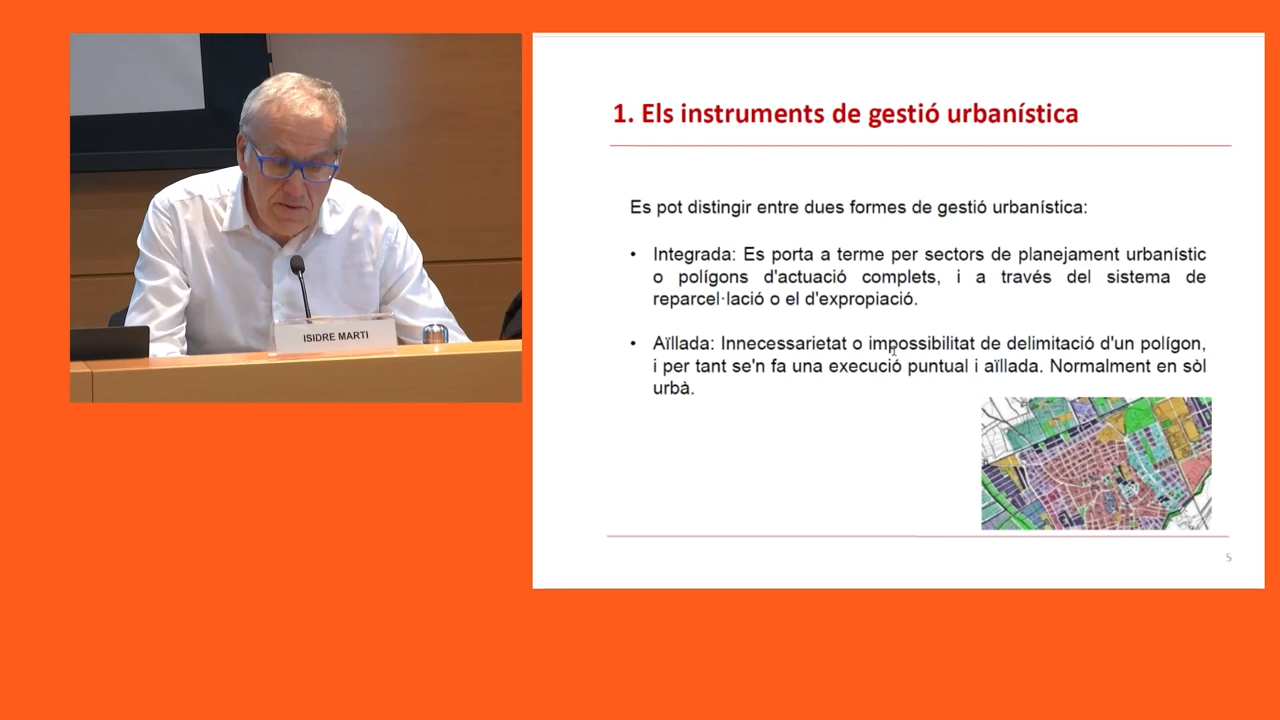 ISIDRE MARTI
1. Els instruments de gestió urbanística
Es pot distingir entre dues formes de gestió urbanística:
• Integrada: Es porta a terme per sectors de planejament urbanístic
o polígons d'actuació complets, i a través del sistema de
reparcel·lació o el d'expropiació.
• Aïllada: Innecessarietat o impossibilitat de delimitació d'un polígon,
i per tant se'n fa una execució puntual i aïllada. Normalment en sòl
urbà.
5